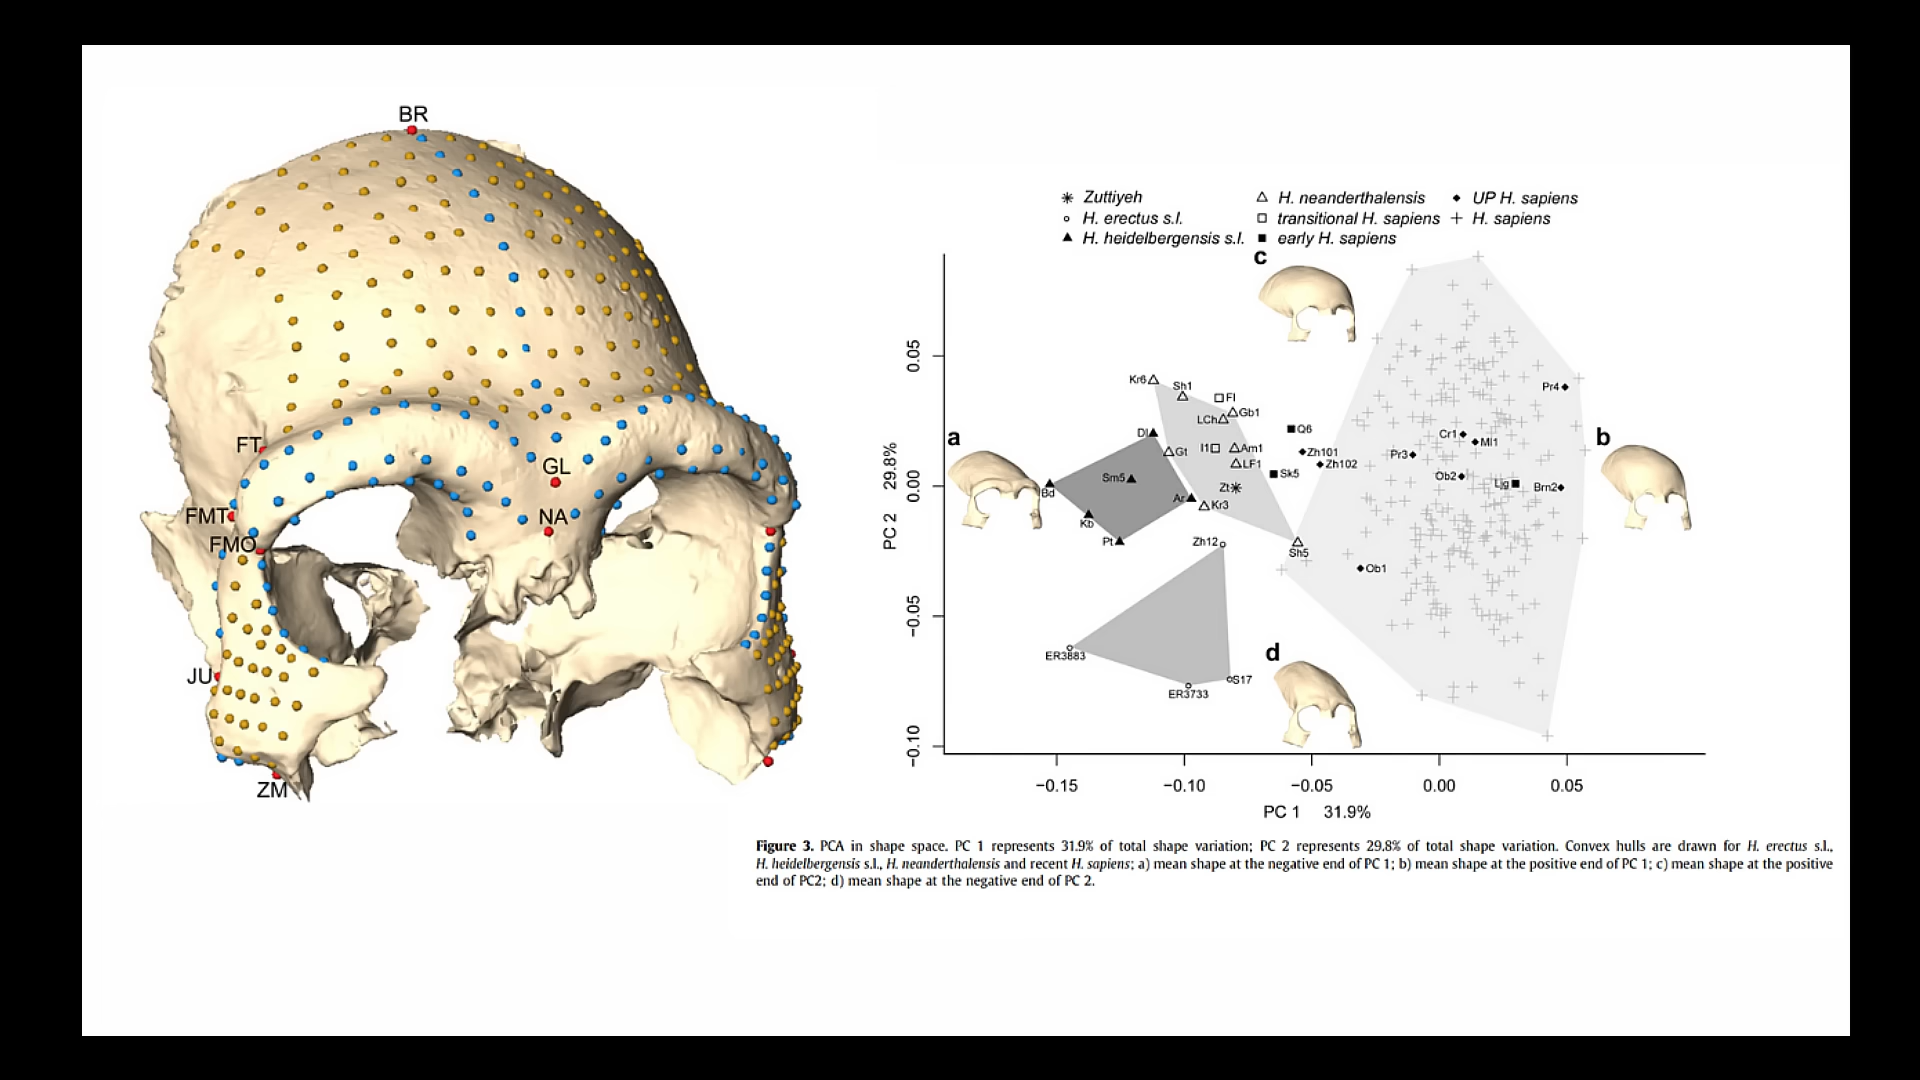 BR
FT
GL
FMT
NA
FMO
JU
ZM
Zuttiyeh
H. erectus s.l.
H. heidelbergensis s.l.
H. neanderthalensis
transitional H. sapiens
early H. sapiens
UP H. sapiens
H. sapiens
c
a
b
d
Kr6
Sh1
FI
Gb1
LCh
Dl
Gt
I1
Am1
LF1
Q6
Zh101
Zh102
Sk5
Sm5
Bd
Zt
Ar
Kr3
Kb
Pt
Zh12
Sh5
Pr4
Cr1
Ml1
Pr3
Ob2
Ljg
Brn2
Ob1
ER3883
ER3733
S17
0.05
0.00
−0.05
−0.10
PC 2 29.8%
−0.15
−0.10
−0.05
0.00
0.05
PC 1 31.9%
Figure 3. PCA in shape space. PC 1 represents 31.9% of total shape variation; PC 2 represents 29.8% of total shape variation. Convex hulls are drawn for H. erectus s.l.,
H. heidelbergensis s.l., H. neanderthalensis and recent H. sapiens; a) mean shape at the negative end of PC 1; b) mean shape at the positive end of PC 1; c) mean shape at the positive
end of PC2; d) mean shape at the negative end of PC 2.